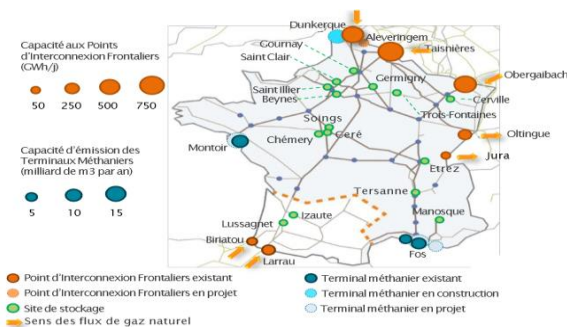 Capacité aux Points
d'Interconnexion Frontaliers
(GWh/j)
50 250 500 750
Capacité d'émission des
Terminaux Méthaniers
(milliard de m3 par an)
5 10 15
Dunkerque
Aleveringem
Taisnières
Gournay
Saint Clair
Germigny
Obergailbach
Saint Illier
Beynes
Cerville
Trois-Fontaines
Soings
Oltingue
Montoir
Chémery
Céré
Jura
Etrez
Tersanne
Manosque
Izaute
Lussagnet
Biriatou
Larrau
Fos
Point d'Interconnexion Frontaliers existant
Point d'Interconnexion Frontaliers en projet
Site de stockage
Sens des flux de gaz naturel
Terminal méthanier existant
Terminal méthanier en construction
Terminal méthanier en projet